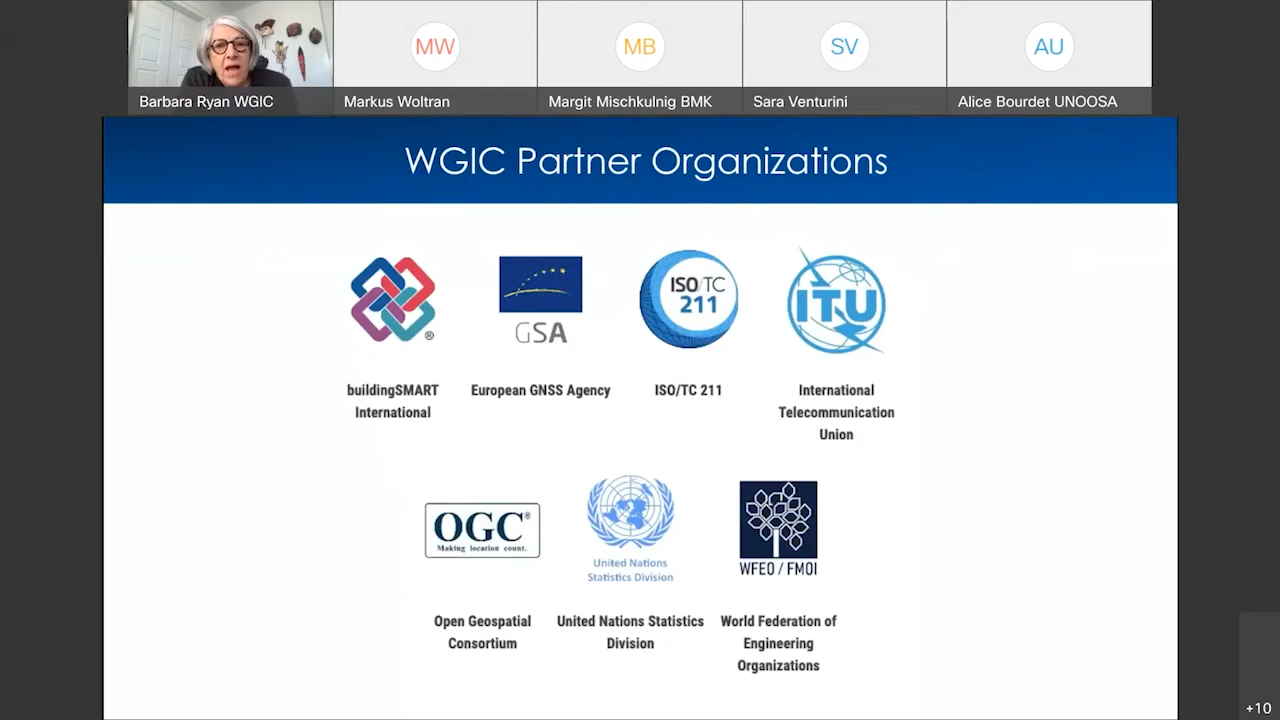 MW
MB
SV
AU
Barbara Ryan WGIC
Markus Woltran
Margit Mischkulnig BMK
Sara Venturini
Alice Bourdet UNOOSA
WGIC Partner Organizations
GSA
ISO/TC
211
ITU
®
buildingSMART
International
European GNSS Agency
ISO/TC 211
International
Telecommunication
Union
OGC®
Making location count.
United Nations
Statistics Division
WFEO / FMOI
Open Geospatial
Consortium
United Nations Statistics
Division
World Federation of
Engineering
Organizations
+10